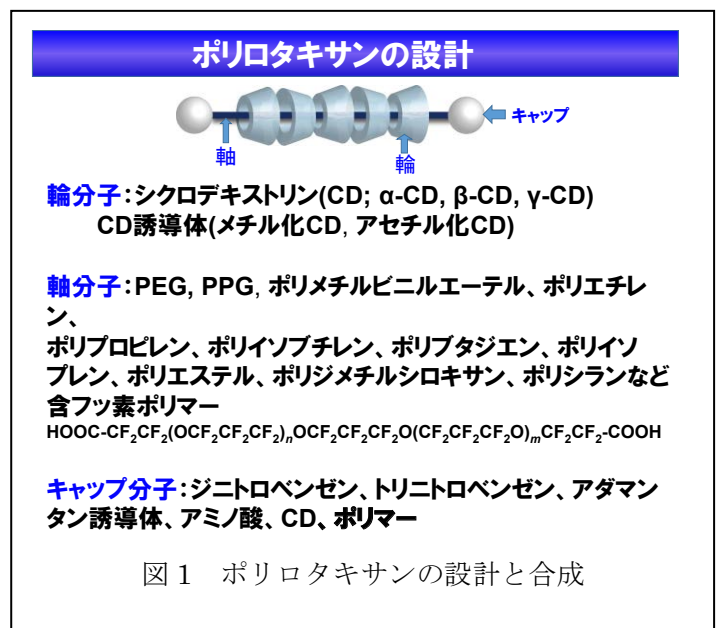 ポリロタキサンの設計
キャップ
軸
輪
輪分子:シクロデキストリン(CD; α-CD, β-CD, γ-CD)
CD誘導体(メチル化CD, アセチル化CD)
軸分子:PEG, PPG, ポリメチルビニルエーテル、ポリエチレ
ン、
ポリプロピレン、ポリイソブチレン、ポリブタジエン、ポリイソ
プレン、ポリエステル、ポリジメチルシロキサン、ポリシランなど
含フッ素ポリマー
HOOC-CF₂CF₂(OCF₂CF₂CF₂)ₙOCF₂CF₂CF₂O(CF₂CF₂CF₂O)ₘCF₂CF₂-COOH
キャップ分子:ジニトロベンゼン、トリニトロベンゼン、アダマン
タン誘導体、アミノ酸、CD、ポリマー
図1 ポリロタキサンの設計と合成